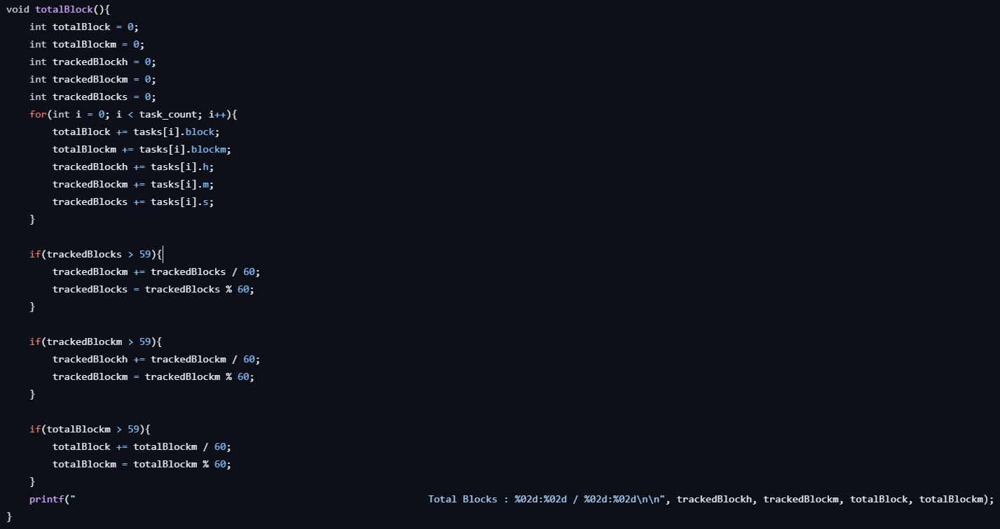 void totalBlock(){
    int totalBlock = 0;
    int totalBlockm = 0;
    int trackedBlockh = 0;
    int trackedBlockm = 0;
    int trackedBlocks = 0;
    for(int i = 0; i < task_count; i++){
        totalBlock += tasks[i].block;
        totalBlockm += tasks[i].blockm;
        trackedBlockh += tasks[i].h;
        trackedBlockm += tasks[i].m;
        trackedBlocks += tasks[i].s;
    }

    if(trackedBlocks > 59){
        trackedBlockm += trackedBlocks / 60;
        trackedBlocks = trackedBlocks % 60;
    }

    if(trackedBlockm > 59){
        trackedBlockh += trackedBlockm / 60;
        trackedBlockm = trackedBlockm % 60;
    }

    if(totalBlockm > 59){
        totalBlock += totalBlockm / 60;
        totalBlockm = totalBlockm % 60;
    }
    printf("                                                             Total Blocks : %02d:%02d / %02d:%02d\n\n", trackedBlockh, trackedBlockm, totalBlock, totalBlockm);
}